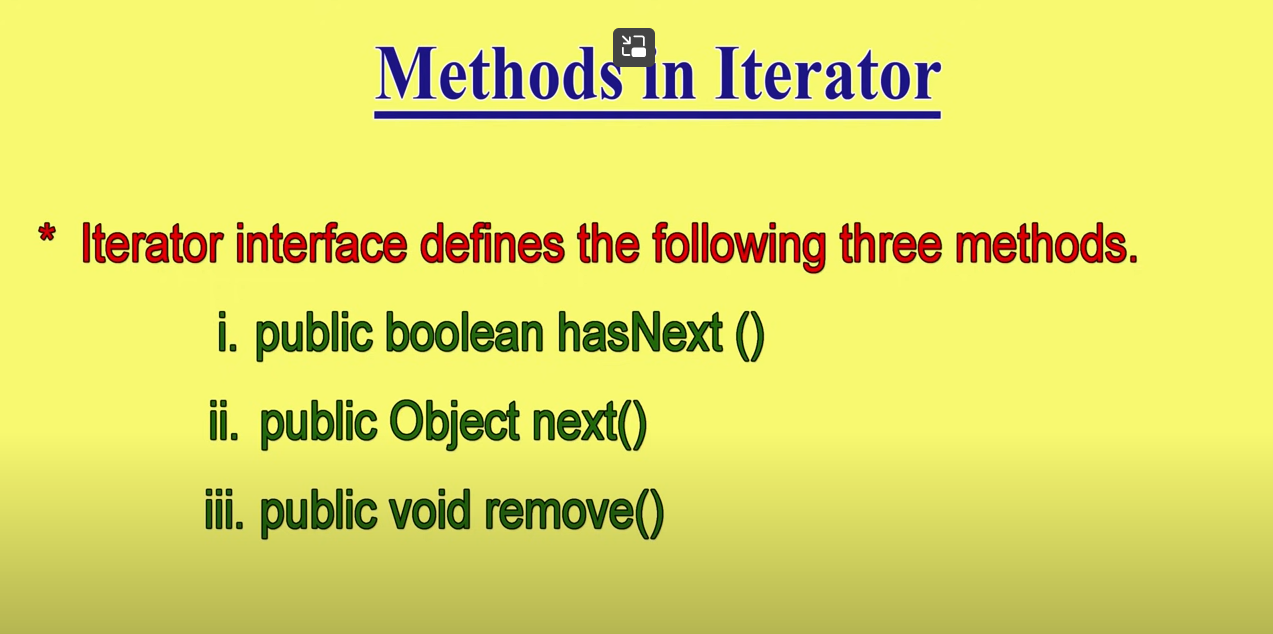 Methods in Iterator
* Iterator interface defines the following three methods.
i. public boolean hasNext ()
ii. public Object next()
iii. public void remove()